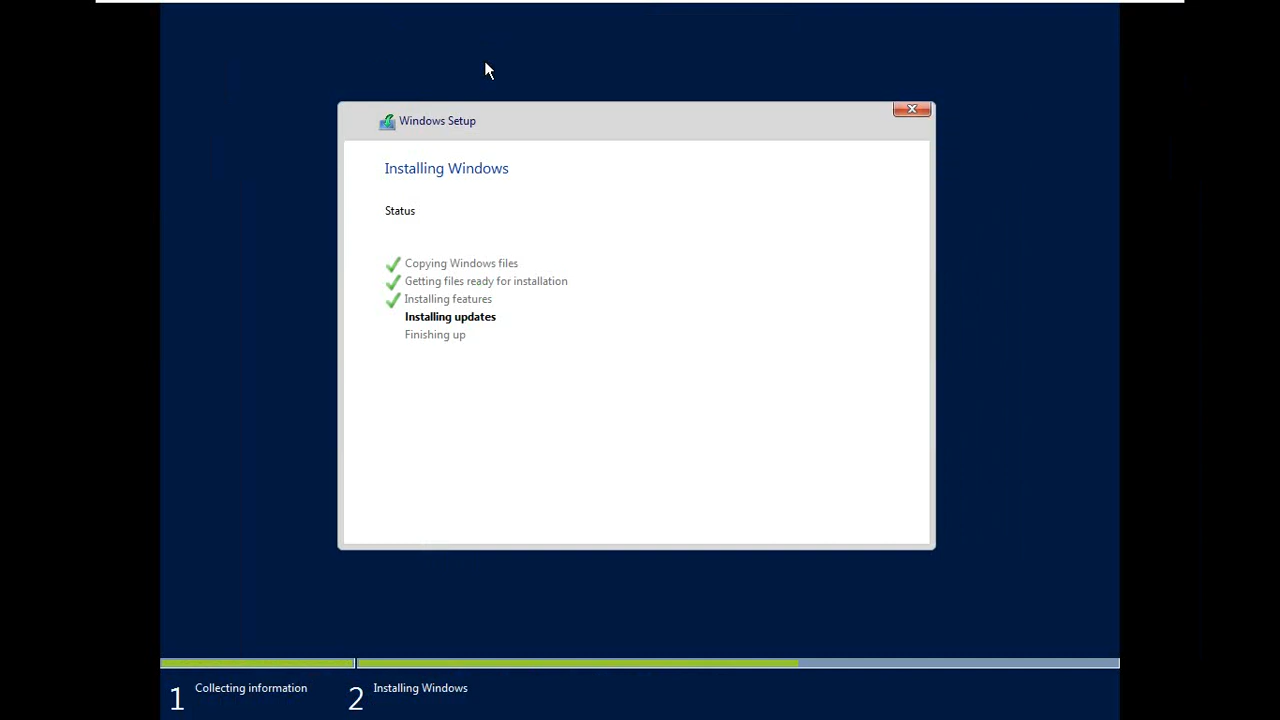 Windows Setup
Installing Windows
Status
Copying Windows files
Getting files ready for installation
Installing features
Installing updates
Finishing up
1 Collecting information 2 Installing Windows